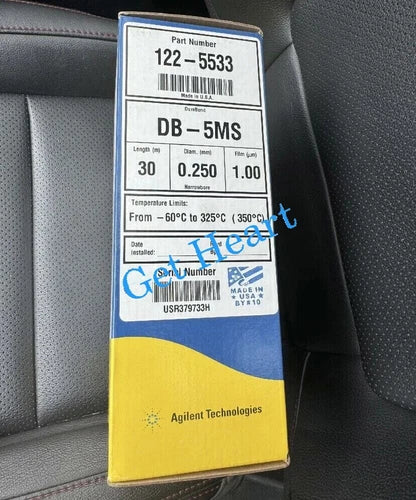 Part Number
122-5533
Made in U.S.A.
DuraBond
DB-5MS
Length (m) Diam. (mm) Film (µm)
30 0.250 1.00
Narrowbore
Temperature Limits:
From -60°C to 325°C (350°C)
Date
Installed:
Get Heart
Serial Number
USR379733H
MADE IN
USA
BY #10
Agilent Technologies